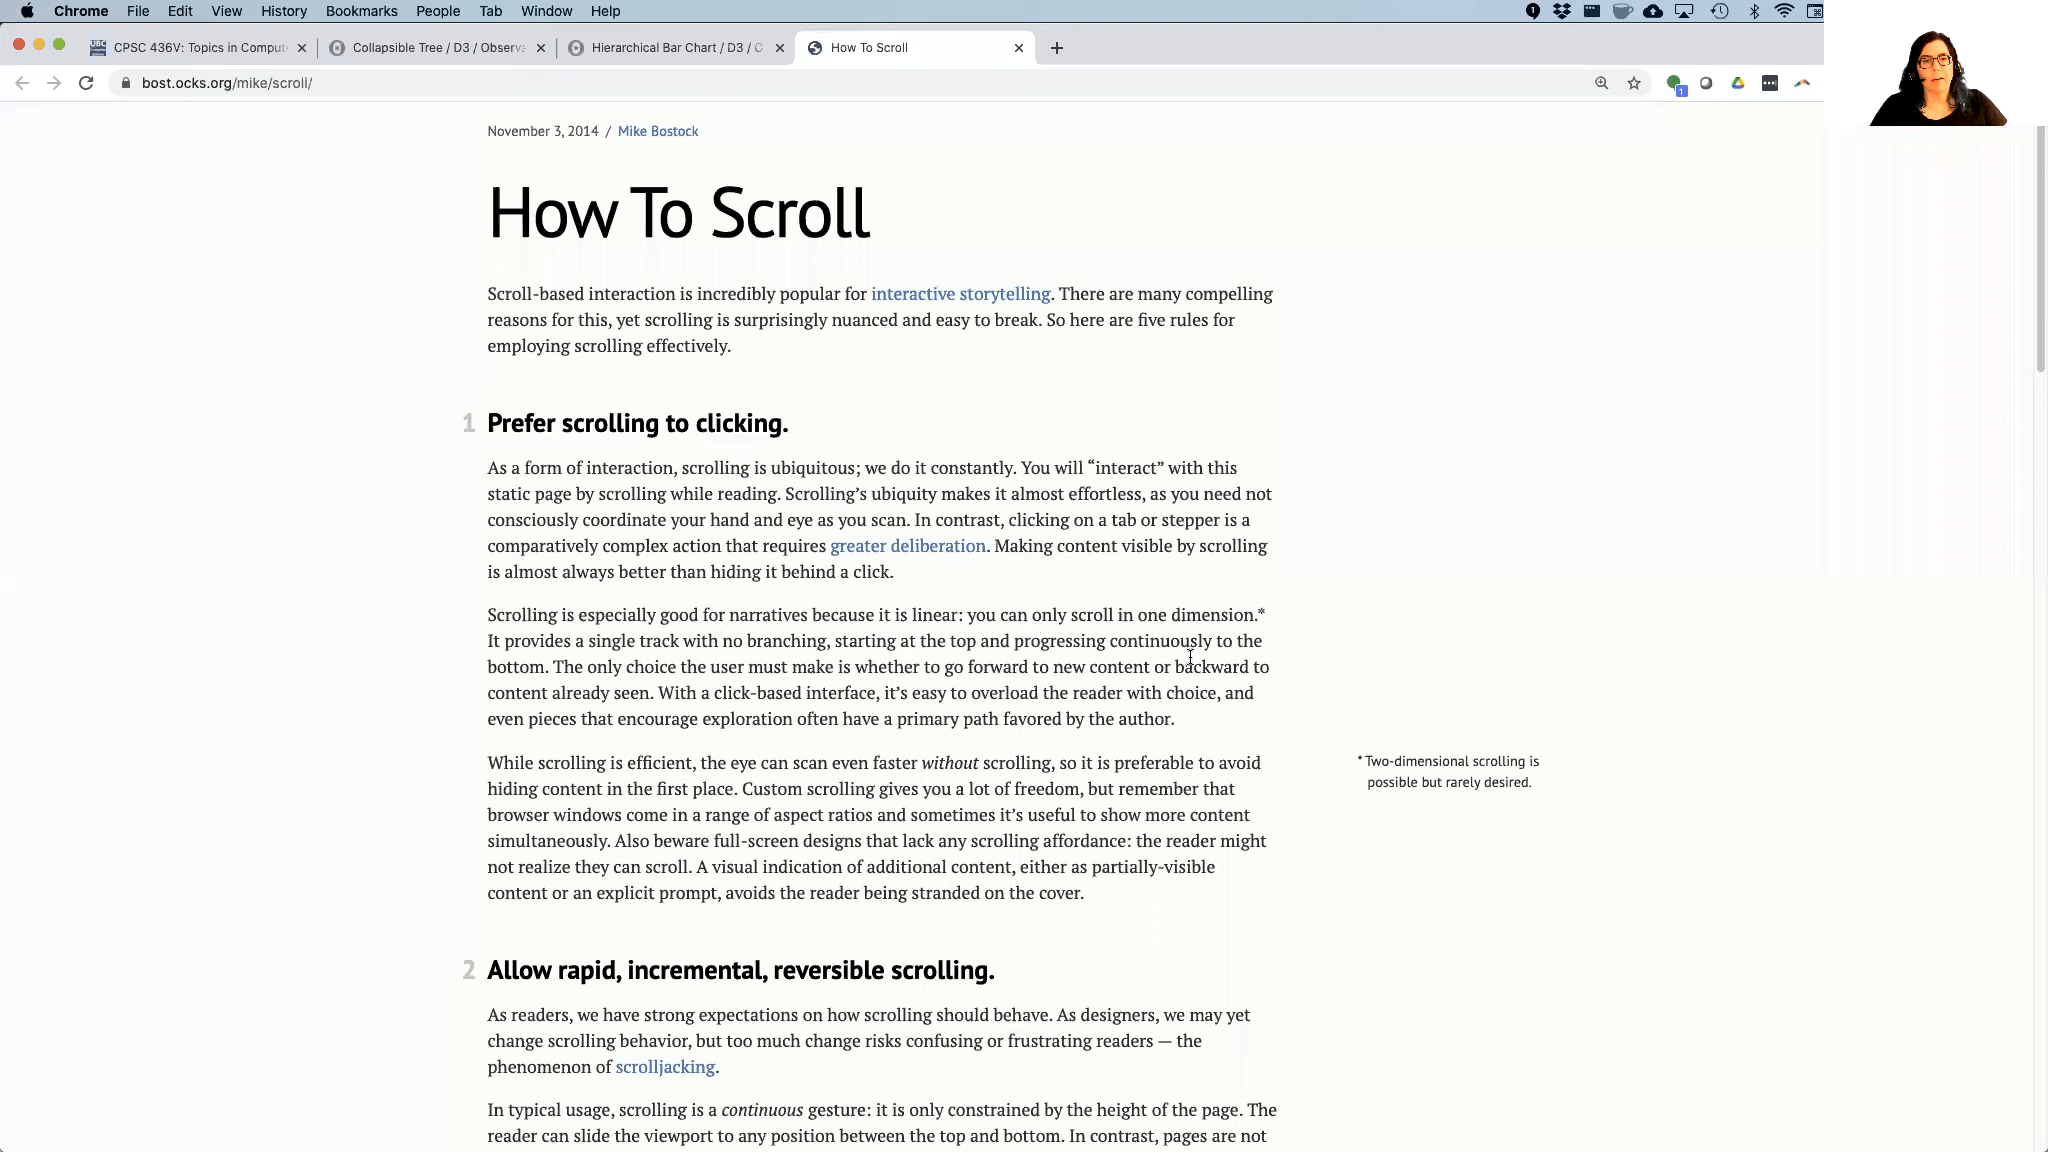 Chrome File Edit View History Bookmarks People Tab Window Help
CPSC 436V: Topics in Comput
Collapsible Tree / D3 / Observa
Hierarchical Bar Chart / D3 / O
How To Scroll
bost.ocks.org/mike/scroll/
1
November 3, 2014 / Mike Bostock
How To Scroll
Scroll-based interaction is incredibly popular for interactive storytelling. There are many compelling
reasons for this, yet scrolling is surprisingly nuanced and easy to break. So here are five rules for
employing scrolling effectively.
1 Prefer scrolling to clicking.
As a form of interaction, scrolling is ubiquitous; we do it constantly. You will “interact” with this
static page by scrolling while reading. Scrolling’s ubiquity makes it almost effortless, as you need not
consciously coordinate your hand and eye as you scan. In contrast, clicking on a tab or stepper is a
comparatively complex action that requires greater deliberation. Making content visible by scrolling
is almost always better than hiding it behind a click.
Scrolling is especially good for narratives because it is linear: you can only scroll in one dimension.*
It provides a single track with no branching, starting at the top and progressing continuously to the
bottom. The only choice the user must make is whether to go forward to new content or backward to
content already seen. With a click-based interface, it’s easy to overload the reader with choice, and
even pieces that encourage exploration often have a primary path favored by the author.
While scrolling is efficient, the eye can scan even faster without scrolling, so it is preferable to avoid
hiding content in the first place. Custom scrolling gives you a lot of freedom, but remember that
browser windows come in a range of aspect ratios and sometimes it’s useful to show more content
simultaneously. Also beware full-screen designs that lack any scrolling affordance: the reader might
not realize they can scroll. A visual indication of additional content, either as partially-visible
content or an explicit prompt, avoids the reader being stranded on the cover.
* Two-dimensional scrolling is
possible but rarely desired.
2 Allow rapid, incremental, reversible scrolling.
As readers, we have strong expectations on how scrolling should behave. As designers, we may yet
change scrolling behavior, but too much change risks confusing or frustrating readers — the
phenomenon of scrolljacking.
In typical usage, scrolling is a continuous gesture: it is only constrained by the height of the page. The
reader can slide the viewport to any position between the top and bottom. In contrast, pages are not